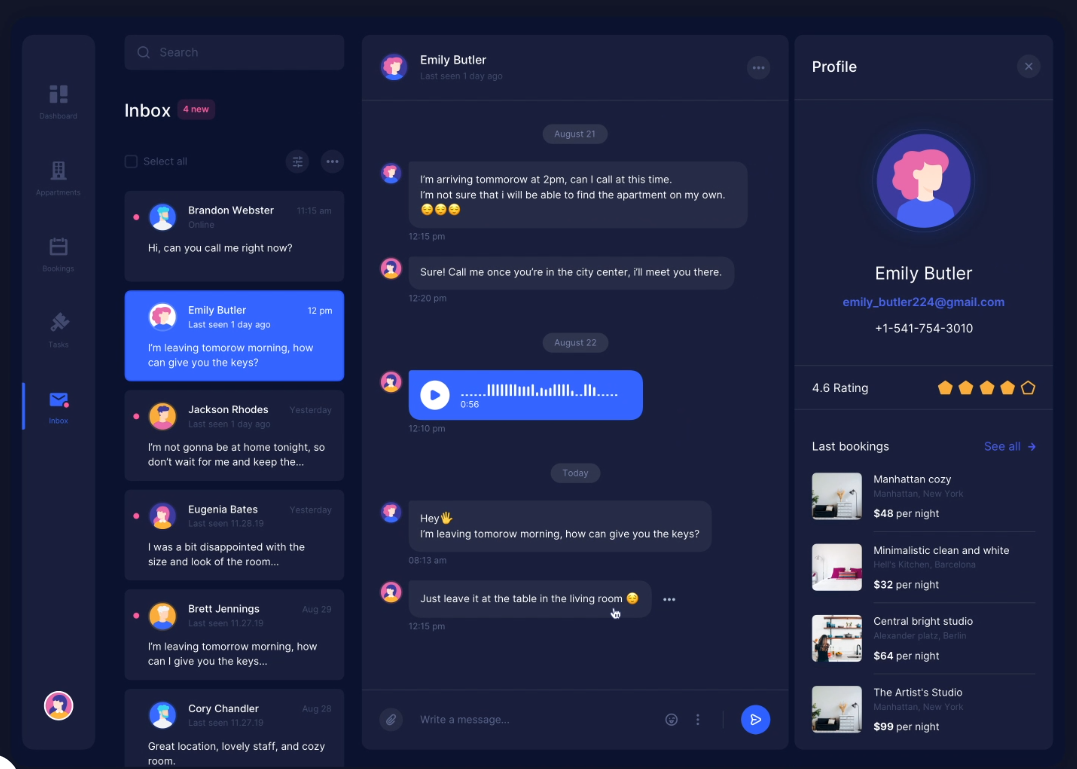 Dashboard
Appartments
Bookings
Tasks
Inbox
Search
Inbox
4 new
Select all
Brandon Webster
11:15 am
Online
Hi, can you call me right now?
Emily Butler
12 pm
Last seen 1 day ago
I'm leaving tomorow morning, how
can give you the keys?
Jackson Rhodes
Yesterday
Last seen 1 day ago
I'm not gonna be at home tonight, so
don't wait for me and keep the...
Eugenia Bates
Yesterday
Last seen 11.28.19
I was a bit disappointed with the
size and look of the room...
Brett Jennings
Aug 29
Last seen 11.27.19
I'm leaving torrorow morning, how
can I give you the keys...
Cory Chandler
Aug 28
Last seen 11.27.19
Great location, lovely staff, and cozy
room.
Emily Butler
Last seen 1 day ago
August 21
I'm arriving tommorow at 2pm, can I call at this time.
I'm not sure that i will be able to find the apartment on my own.
😏😏😏
12:15 pm
Sure! Call me once you're in the city center, i'll meet you there.
12:20 pm
August 22
0:56
12:10 pm
Today
Hey🖐
I'm leaving tomorow morning, how can give you the keys?
08:13 am
Just leave it at the table in the living room 😏
12:15 pm
Write a message...
Profile
Emily Butler
emily_butler224@gmail.com
+1-541-754-3010
4.6 Rating
Last bookings
See all
Manhattan cozy
Manhattan, New York
$48 per night
Minimalistic clean and white
Hell's Kitchen, Barcelona
$32 per night
Central bright studio
Alexander platz, Berlin
$64 per night
The Artist's Studio
Manhattan, New York
$99 per night